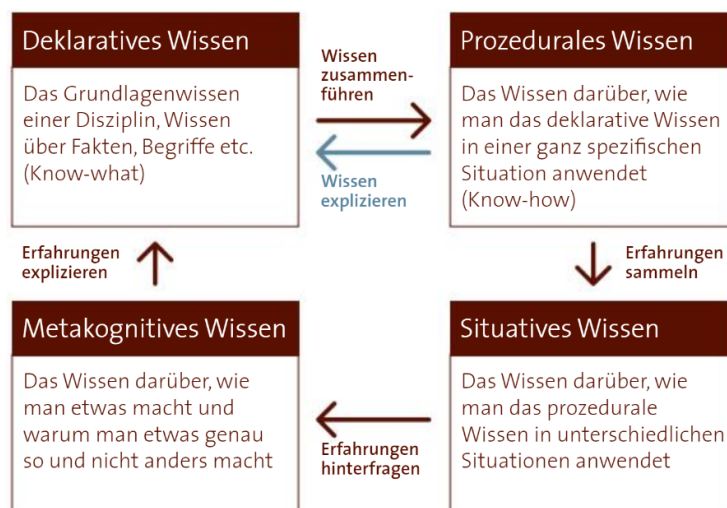 Deklaratives Wissen
Das Grundlagenwissen
einer Disziplin, Wissen
über Fakten, Begriffe etc.
(Know-what)
Wissen
zusammen-
führen
Wissen
explizieren
Prozedurales Wissen
Das Wissen darüber, wie
man das deklarative Wissen
in einer ganz spezifischen
Situation anwendet
(Know-how)
Erfahrungen
explizieren
Erfahrungen
sammeln
Metakognitives Wissen
Das Wissen darüber, wie
man etwas macht und
warum man etwas genau
so und nicht anders macht
Erfahrungen
hinterfragen
Situatives Wissen
Das Wissen darüber, wie
man das prozedurale
Wissen in unterschiedlichen
Situationen anwendet